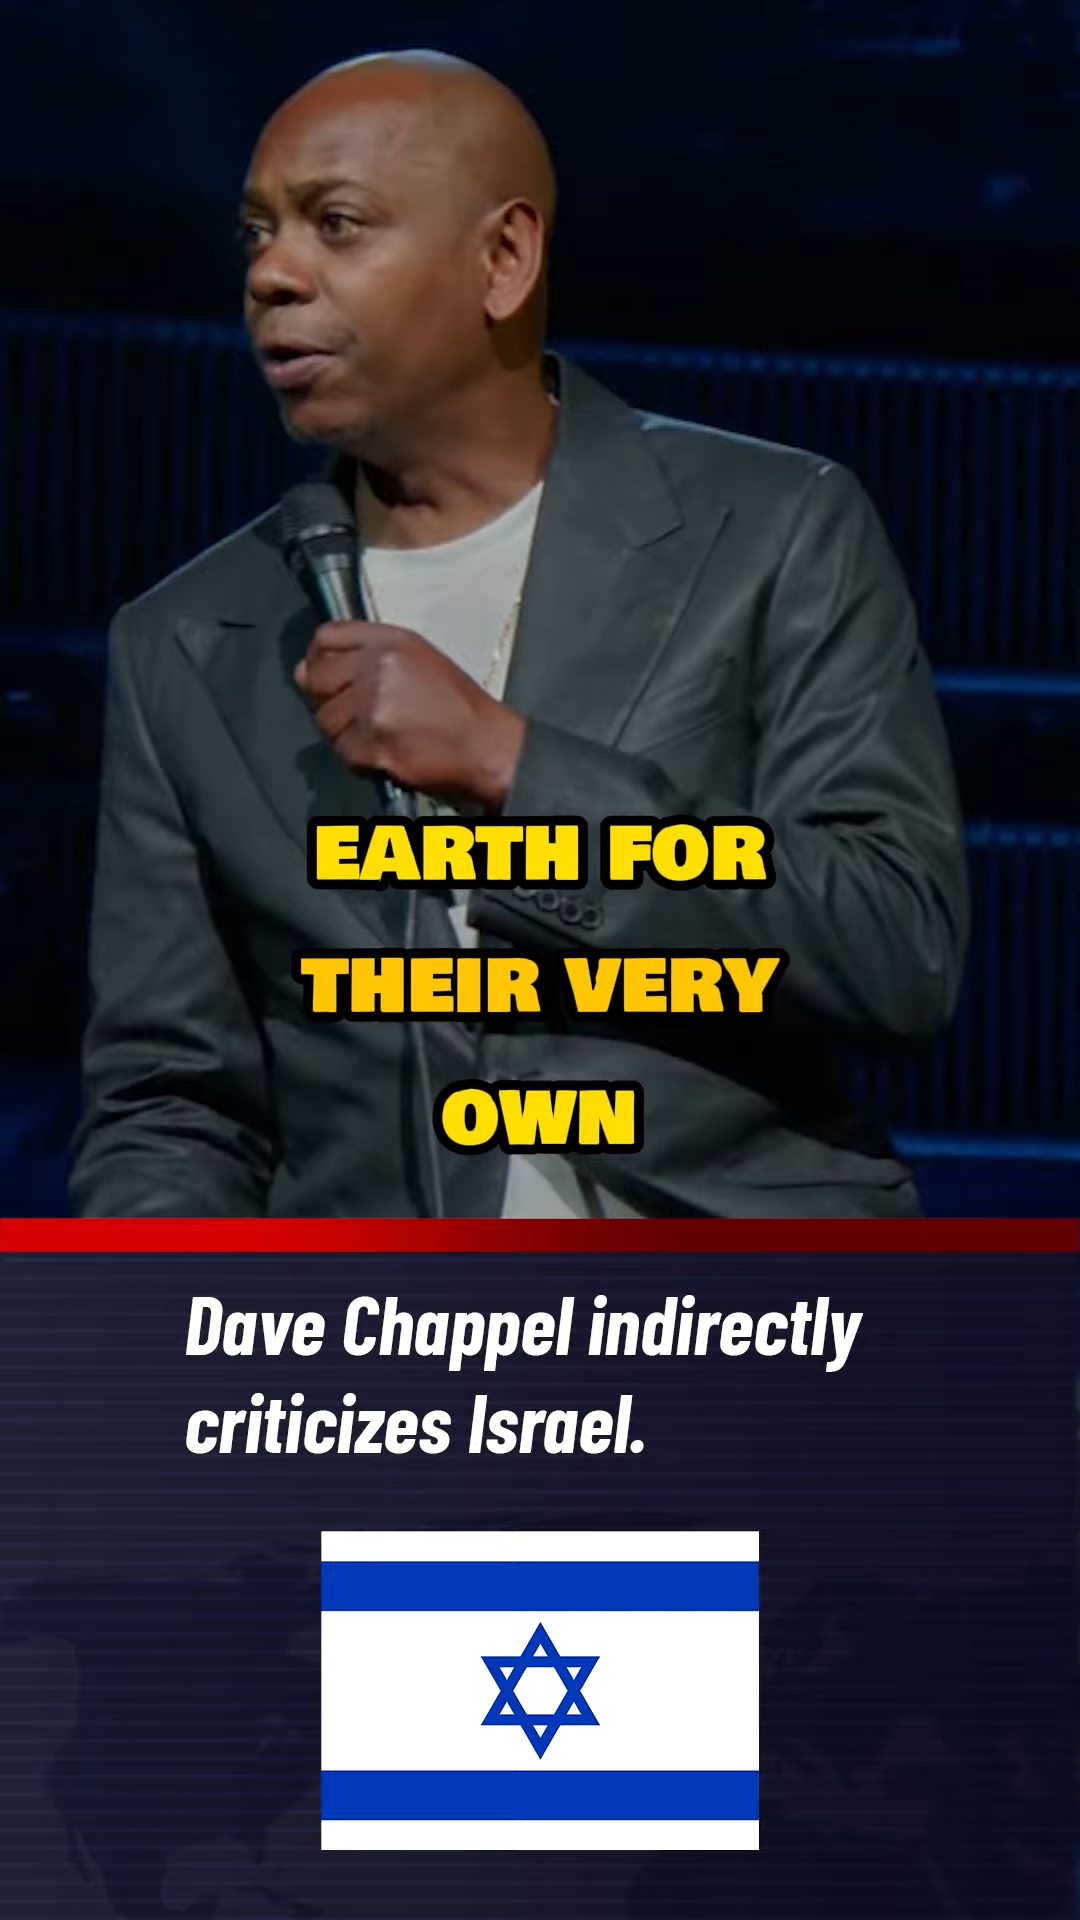 EARTH FOR
THEIR VERY
OWN
Dave Chappel indirectly
criticizes Israel.